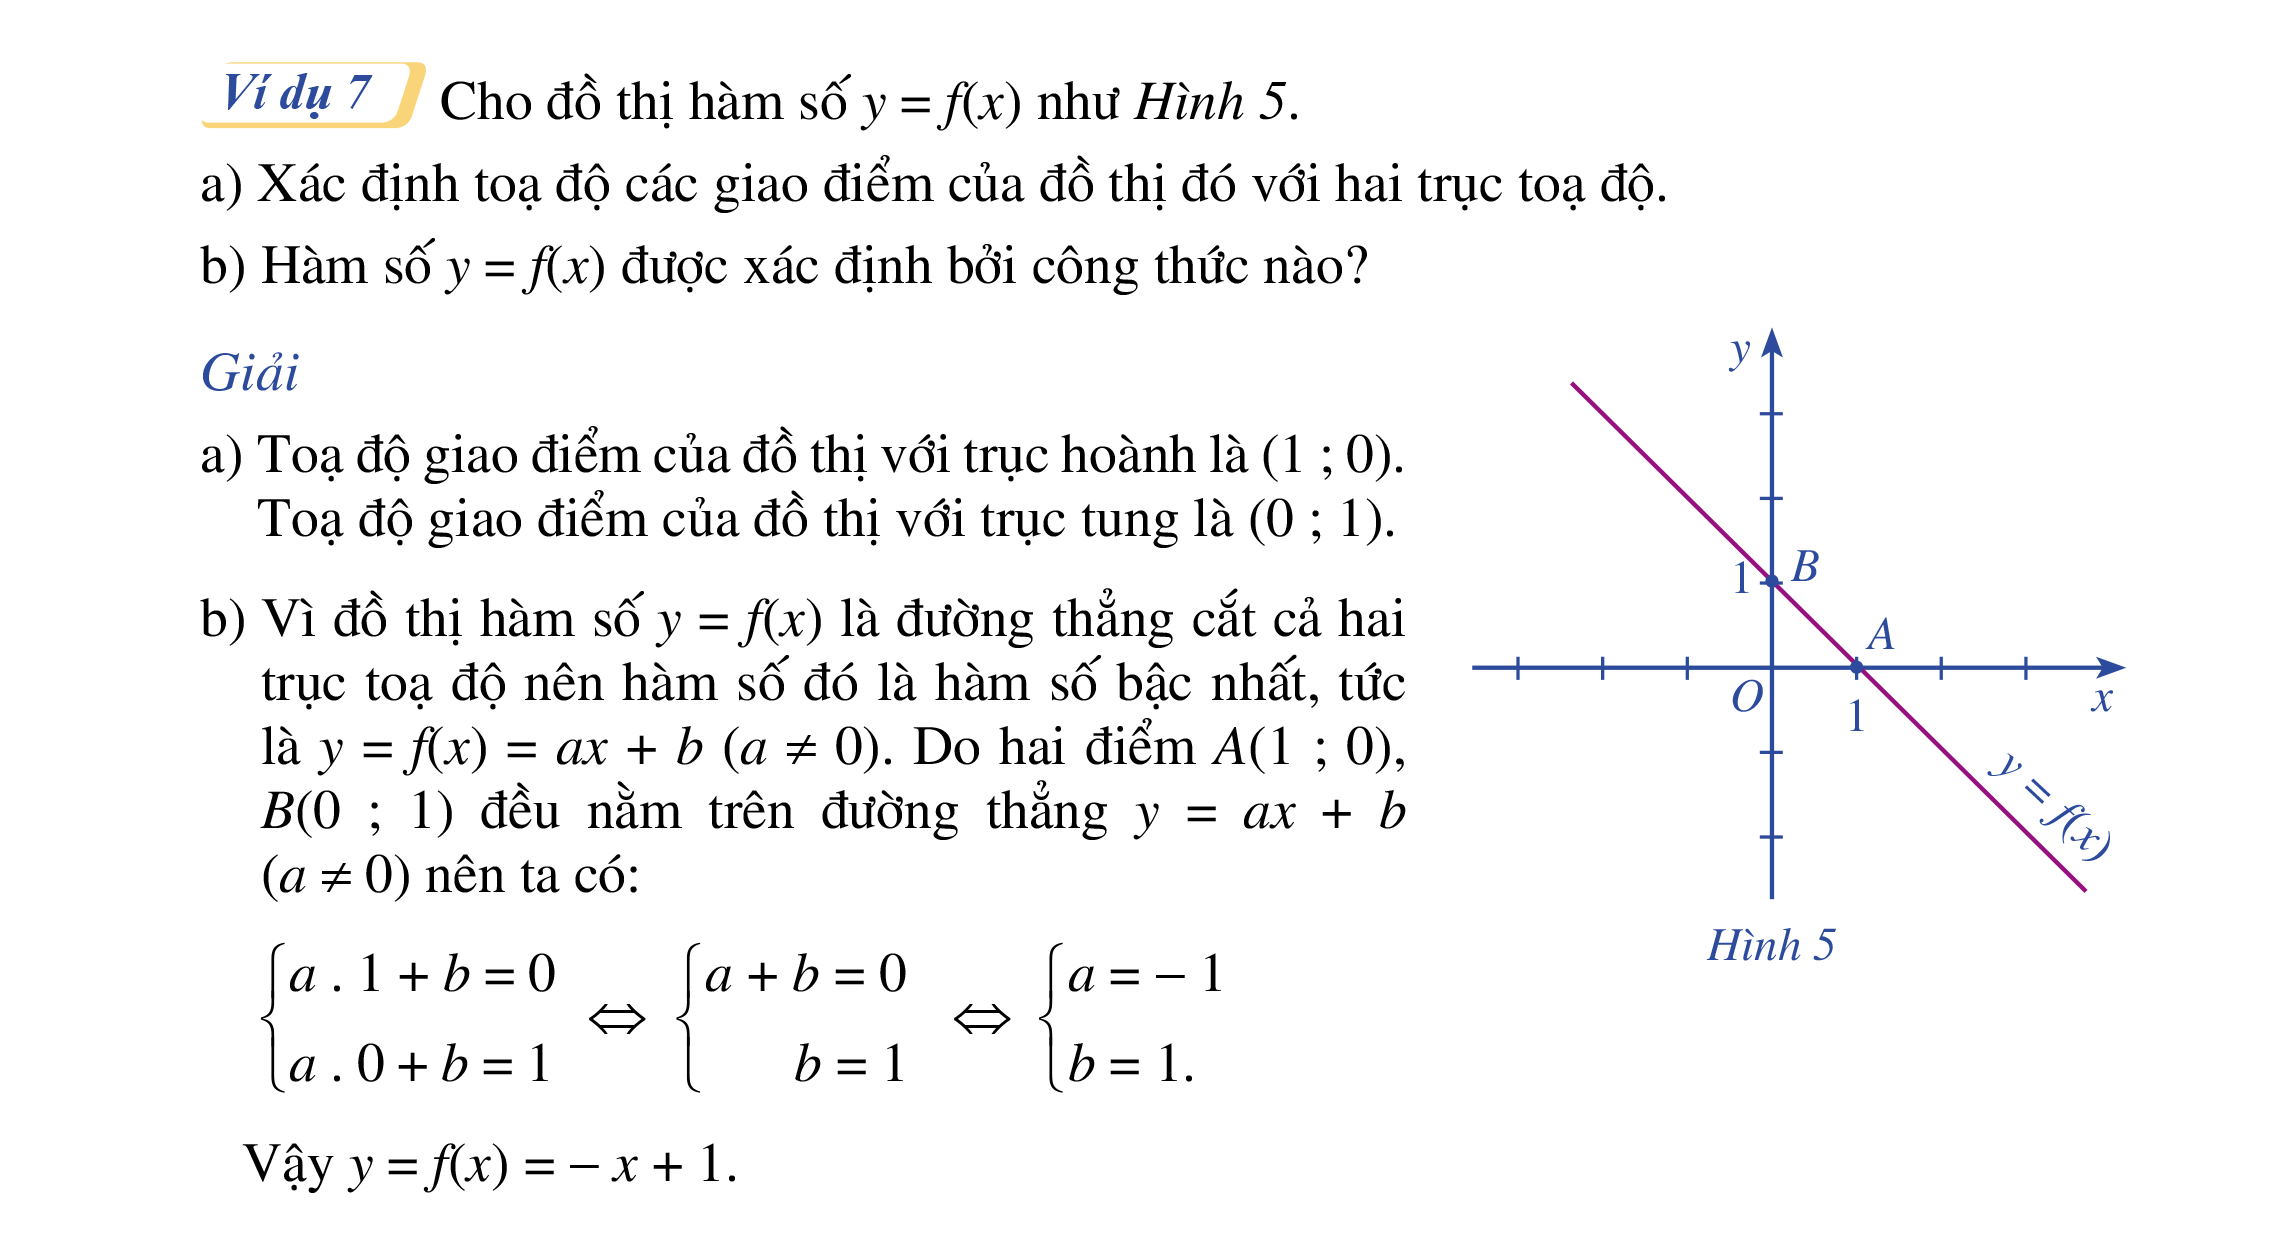 Ví dụ 7 Cho đồ thị hàm số y = f(x) như Hình 5.
a) Xác định toạ độ các giao điểm của đồ thị đó với hai trục toạ độ.
b) Hàm số y = f(x) được xác định bởi công thức nào?
Giải
a) Toạ độ giao điểm của đồ thị với trục hoành là (1 ; 0).
Toạ độ giao điểm của đồ thị với trục tung là (0 ; 1).
b) Vì đồ thị hàm số y = f(x) là đường thẳng cắt cả hai
trục toạ độ nên hàm số đó là hàm số bậc nhất, tức
là y = f(x) = ax + b (a ≠ 0). Do hai điểm A(1 ; 0),
B(0 ; 1) đều nằm trên đường thẳng y = ax + b
(a ≠ 0) nên ta có:
{a . 1 + b = 0 ⇔ {a + b = 0 ⇔ {a = – 1
a . 0 + b = 1 b = 1 b = 1.
Vậy y = f(x) = – x + 1.
y
1 B
A
O 1 x
y = f(x)
Hình 5